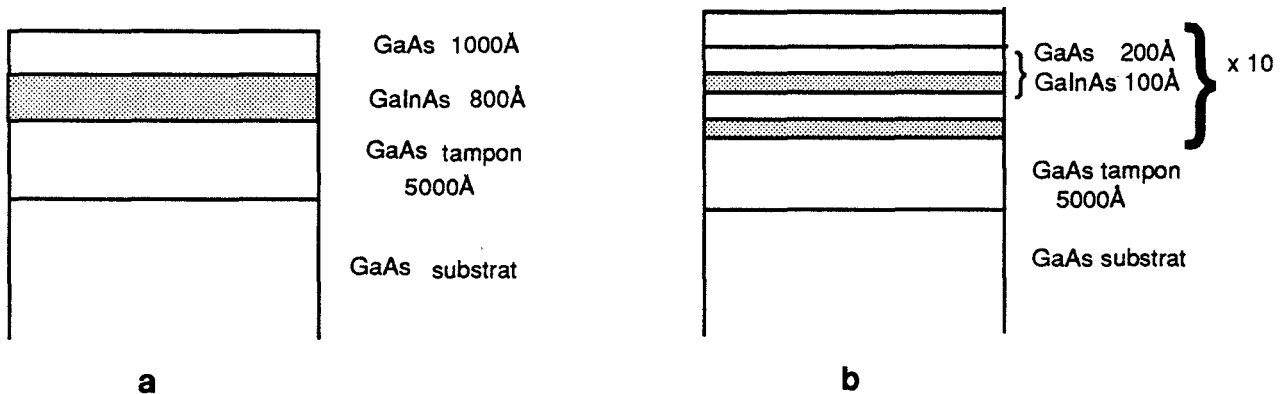 GaAs 1000Å
GaInAs 800Å
GaAs tampon
5000Å
GaAs substrat
a
GaAs 200Å
GaInAs 100Å
x 10
GaAs tampon
5000Å
GaAs substrat
b